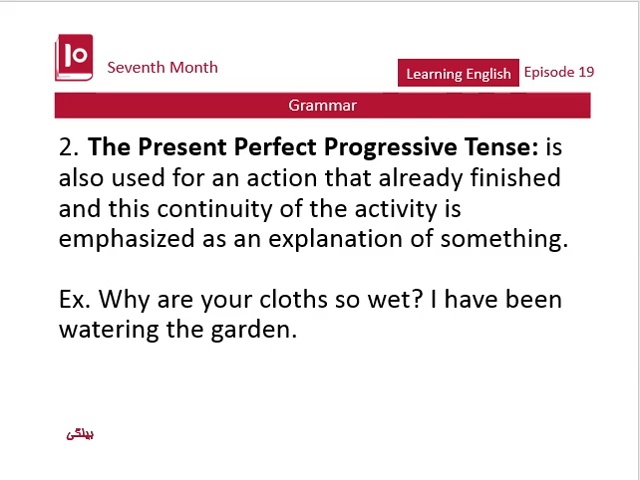 Seventh Month
Learning English Episode 19
Grammar
2. The Present Perfect Progressive Tense: is
also used for an action that already finished
and this continuity of the activity is
emphasized as an explanation of something.
Ex. Why are your cloths so wet? I have been
watering the garden.
بیلگی